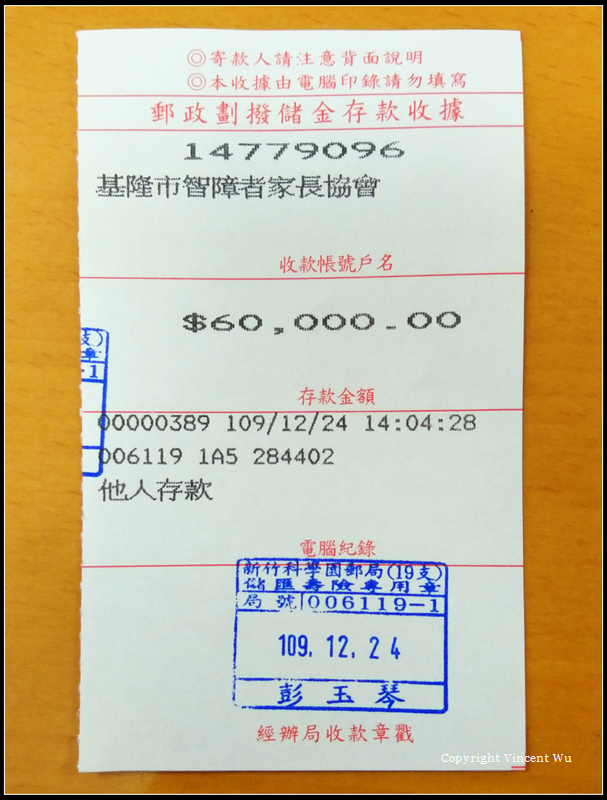 ◎寄款人請注意背面說明
◎本收據由電腦印錄請勿填寫
郵政劃撥儲金存款收據
14779096
基隆市智障者家長協會
收款帳號戶名
$60,000.00
支)
章
-1
存款金額
00000389 109/12/24 14:04:28
006119 1A5 284402
他人存款
電腦紀錄
新竹科學園郵局(19支)
儲匯壽險專用章
局號 006119-1
109.12.24
彭玉琴
經辦局收款章戳
Copyright Vincent Wu